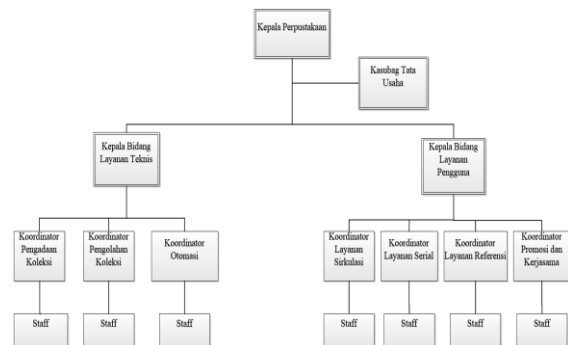 Kepala Perpustakaan
Kasubag Tata
Usaha
Kepala Bidang
Layanan Teknis
Kepala Bidang
Layanan
Pengguna
Koordinator
Pengadaan
Koleksi
Koordinator
Pengolahan
Koleksi
Koordinator
Otomasi
Koordinator
Layanan
Sirkulasi
Koordinator
Layanan Serial
Koordinator
Layanan Referensi
Koordinator
Promosi dan
Kerjasama
Staff
Staff
Staff
Staff
Staff
Staff
Staff